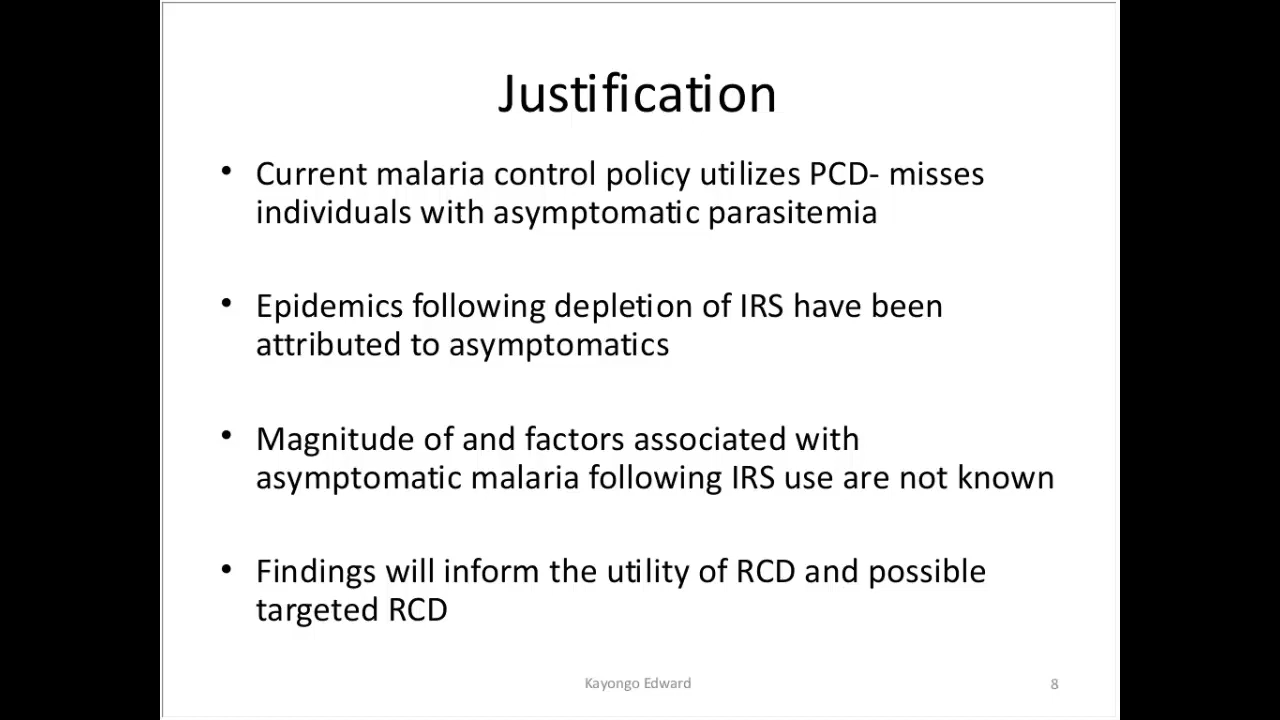 Justification
• Current malaria control policy utilizes PCD- misses
individuals with asymptomatic parasitemia
• Epidemics following depletion of IRS have been
attributed to asymptomatics
• Magnitude of and factors associated with
asymptomatic malaria following IRS use are not known
• Findings will inform the utility of RCD and possible
targeted RCD
Kayongo Edward
8